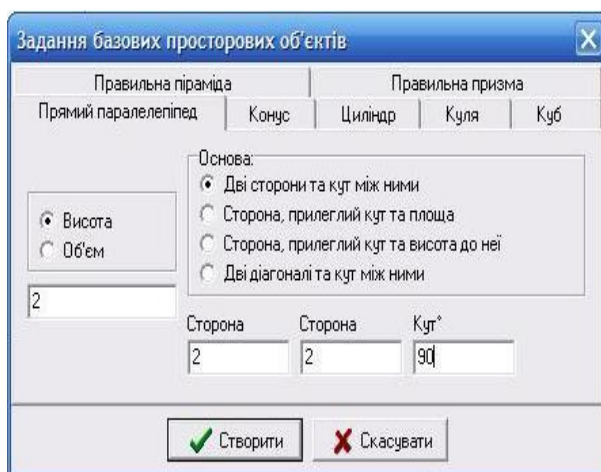 Задання базових просторових об'єктів
Правильна піраміда Правильна призма
Прямий паралелепіпед Конус Циліндр Куля Куб
Основа:
Дві сторони та кут між ними
Сторона, прилеглий кут та площа
Сторона, прилеглий кут та висота до неї
Дві діагоналі та кут між ними
Висота
Об'єм
2
Сторона Сторона Кут°
2 2 90
Створити Скасувати